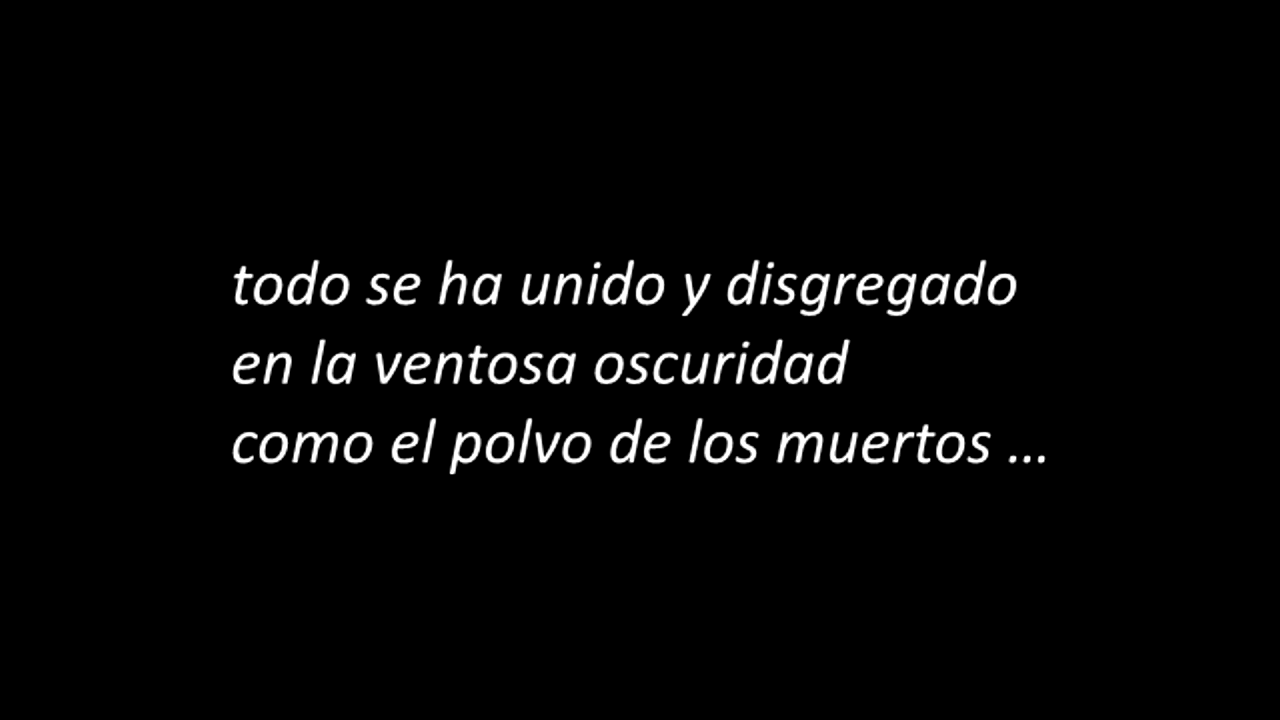 todo se ha unido y disgregado
en la ventosa oscuridad
como el polvo de los muertos ...